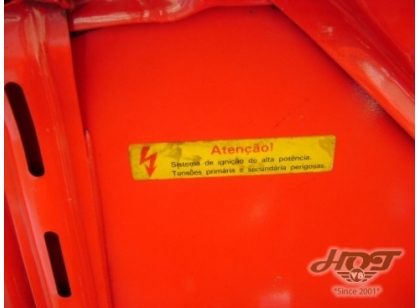 Atenção!
Sistema de ignição de alta potência.
Tensões primária e secundária perigosas.
HOT
"Since 2001"